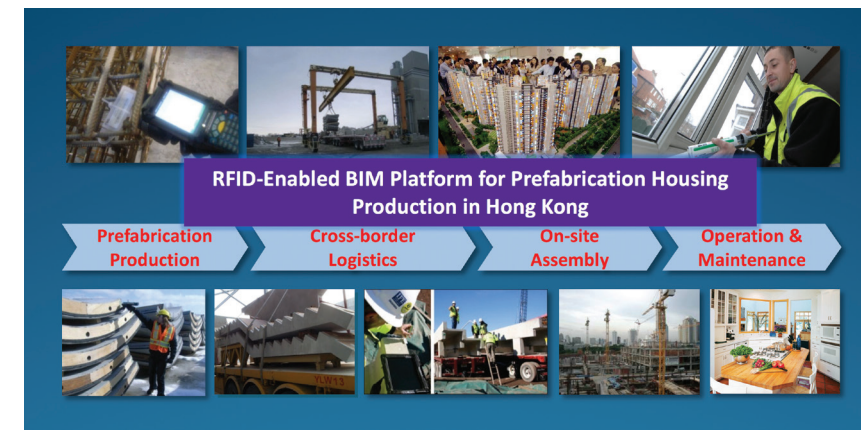 RFID-Enabled BIM Platform for Prefabrication Housing
Production in Hong Kong
Prefabrication
Production
Cross-border
Logistics
On-site
Assembly
Operation &
Maintenance
YLW13